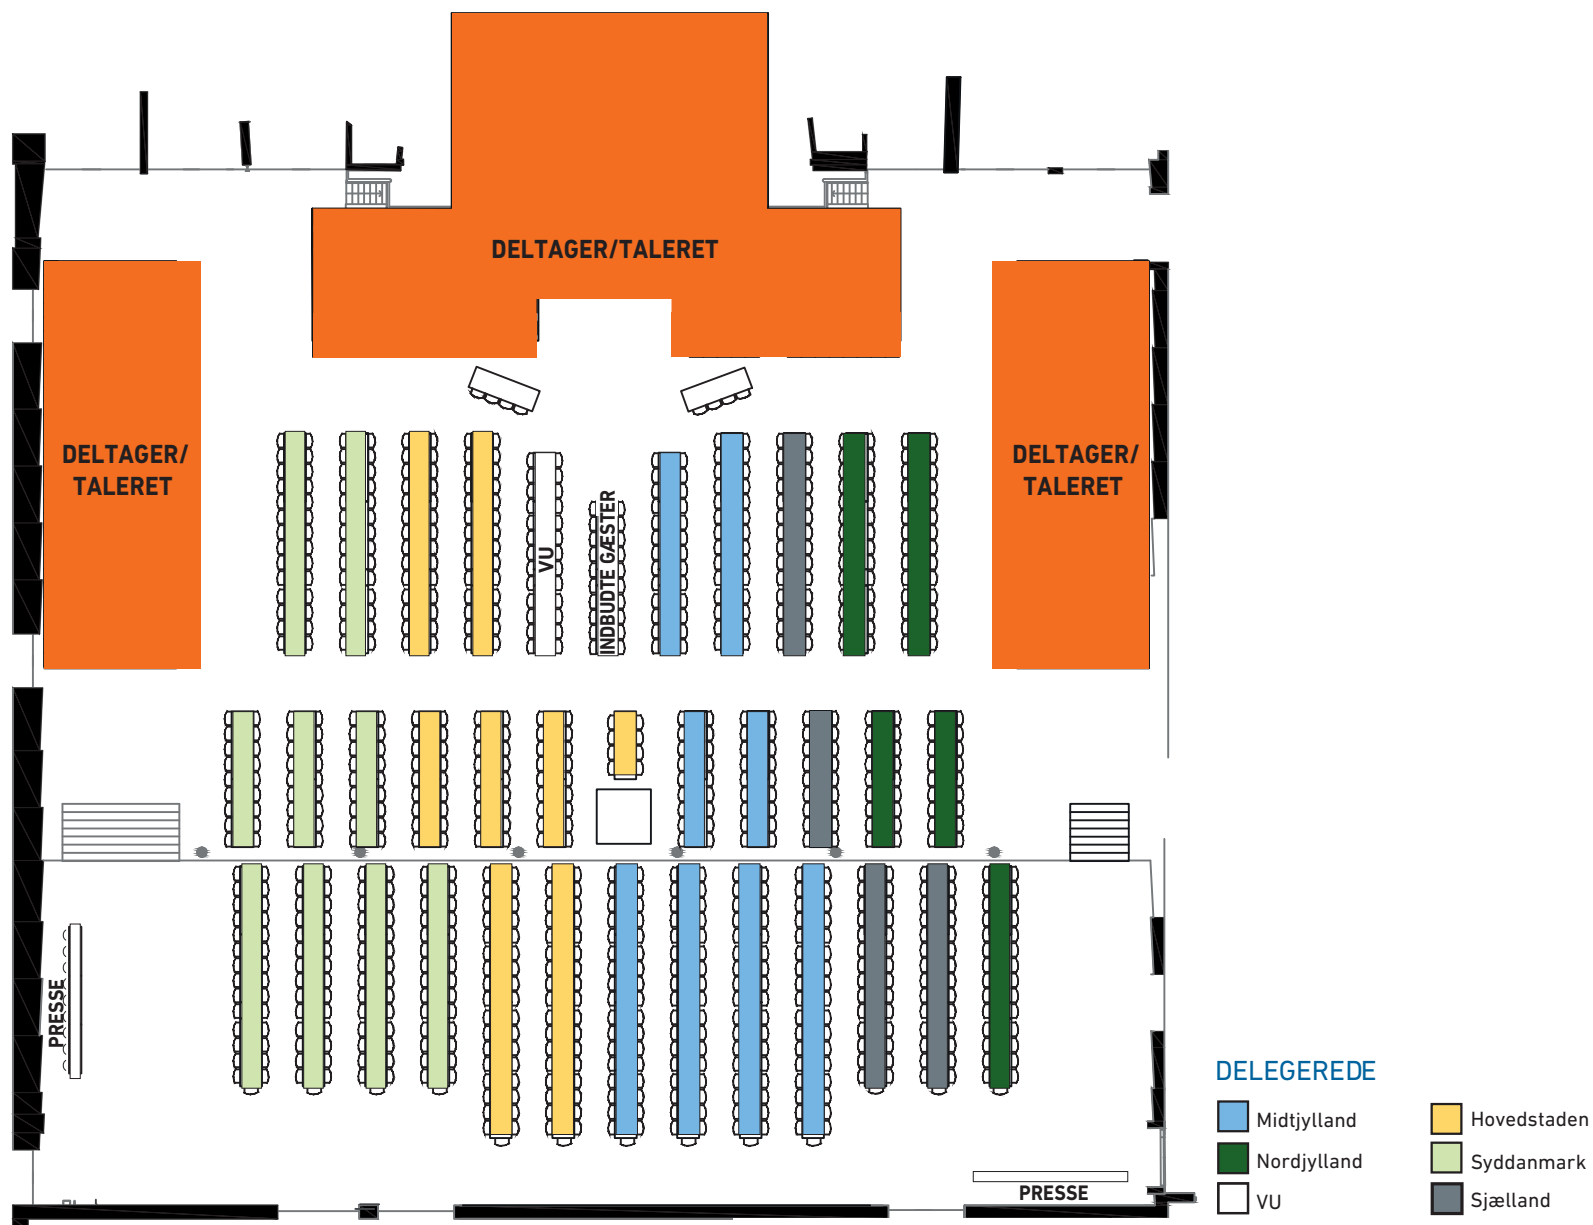 DELTAGER/TALERET
DELTAGER/
TALERET
DELTAGER/
TALERET
VU
INDBUDTE GÆSTER
PRESSE
PRESSE
DELEGEREDE
Midtjylland
Hovedstaden
Nordjylland
Syddanmark
VU
Sjælland